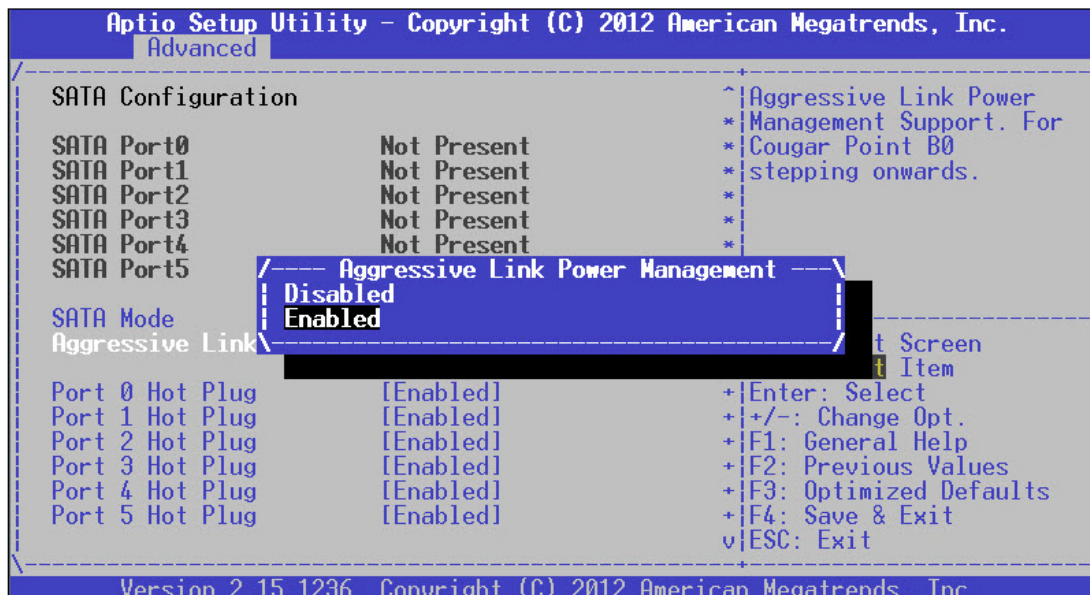 Aptio Setup Utility – Copyright (C) 2012 American Megatrends, Inc.
Advanced
SATA Configuration
SATA Port0 Not Present
SATA Port1 Not Present
SATA Port2 Not Present
SATA Port3 Not Present
SATA Port4 Not Present
SATA Port5
SATA Mode
Aggressive Link
Port 0 Hot Plug [Enabled]
Port 1 Hot Plug [Enabled]
Port 2 Hot Plug [Enabled]
Port 3 Hot Plug [Enabled]
Port 4 Hot Plug [Enabled]
Port 5 Hot Plug [Enabled]
Aggressive Link Power Management
Disabled
Enabled
Aggressive Link Power
Management Support. For
Cougar Point B0
stepping onwards.
t Screen
t Item
Enter: Select
+/-: Change Opt.
F1: General Help
F2: Previous Values
F3: Optimized Defaults
F4: Save & Exit
ESC: Exit
Version 2.15.1236. Copyright (C) 2012 American Megatrends, Inc.